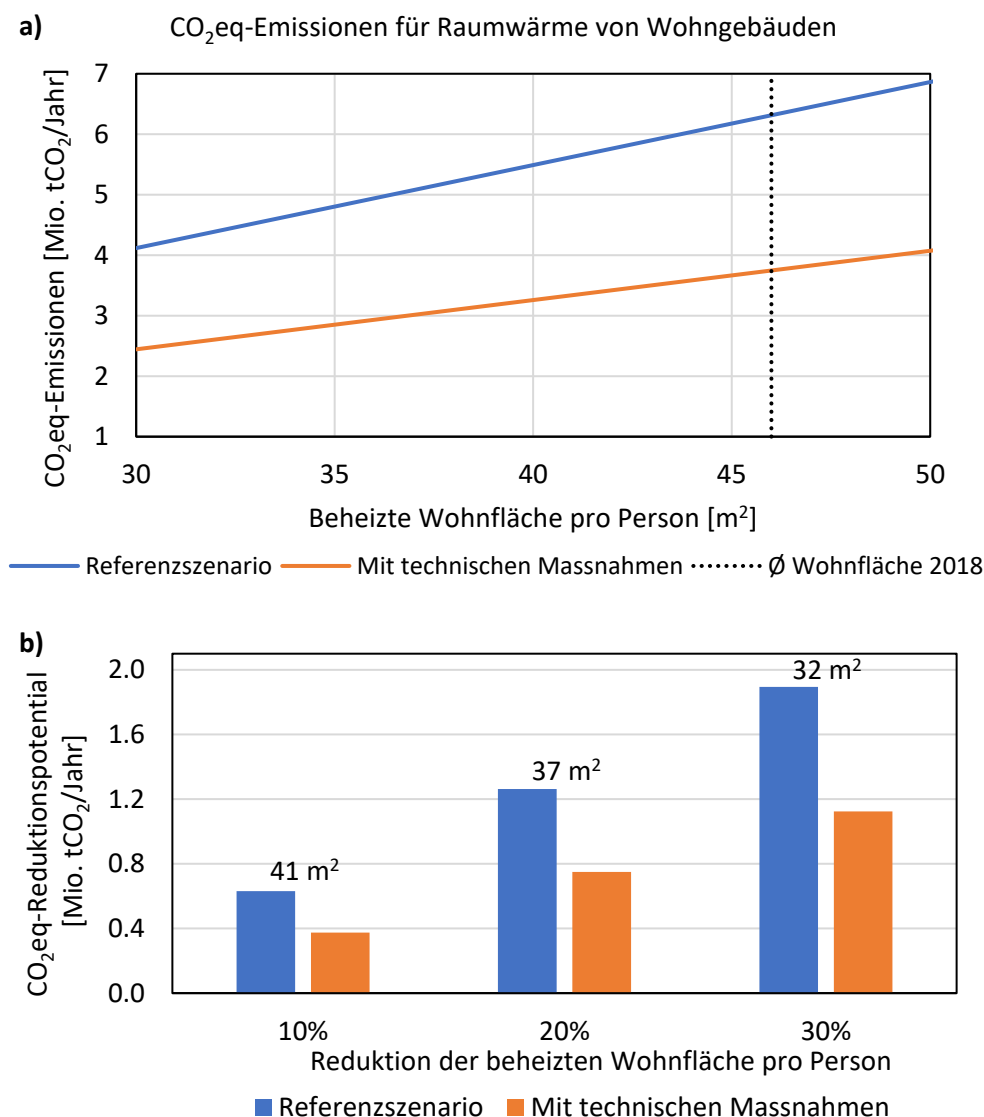 a)
CO₂eq-Emissionen für Raumwärme von Wohngebäuden
CO₂eq-Emissionen [Mio. tCO₂/Jahr]
7
6
5
4
3
2
1
30 35 40 45 50
Beheizte Wohnfläche pro Person [m²]
Referenzszenario Mit technischen Massnahmen Ø Wohnfläche 2018
b)
CO₂eq-Reduktionspotential
[Mio. tCO₂/Jahr]
2.0
1.6
1.2
0.8
0.4
0.0
41 m²
37 m²
32 m²
10% 20% 30%
Reduktion der beheizten Wohnfläche pro Person
Referenzszenario Mit technischen Massnahmen